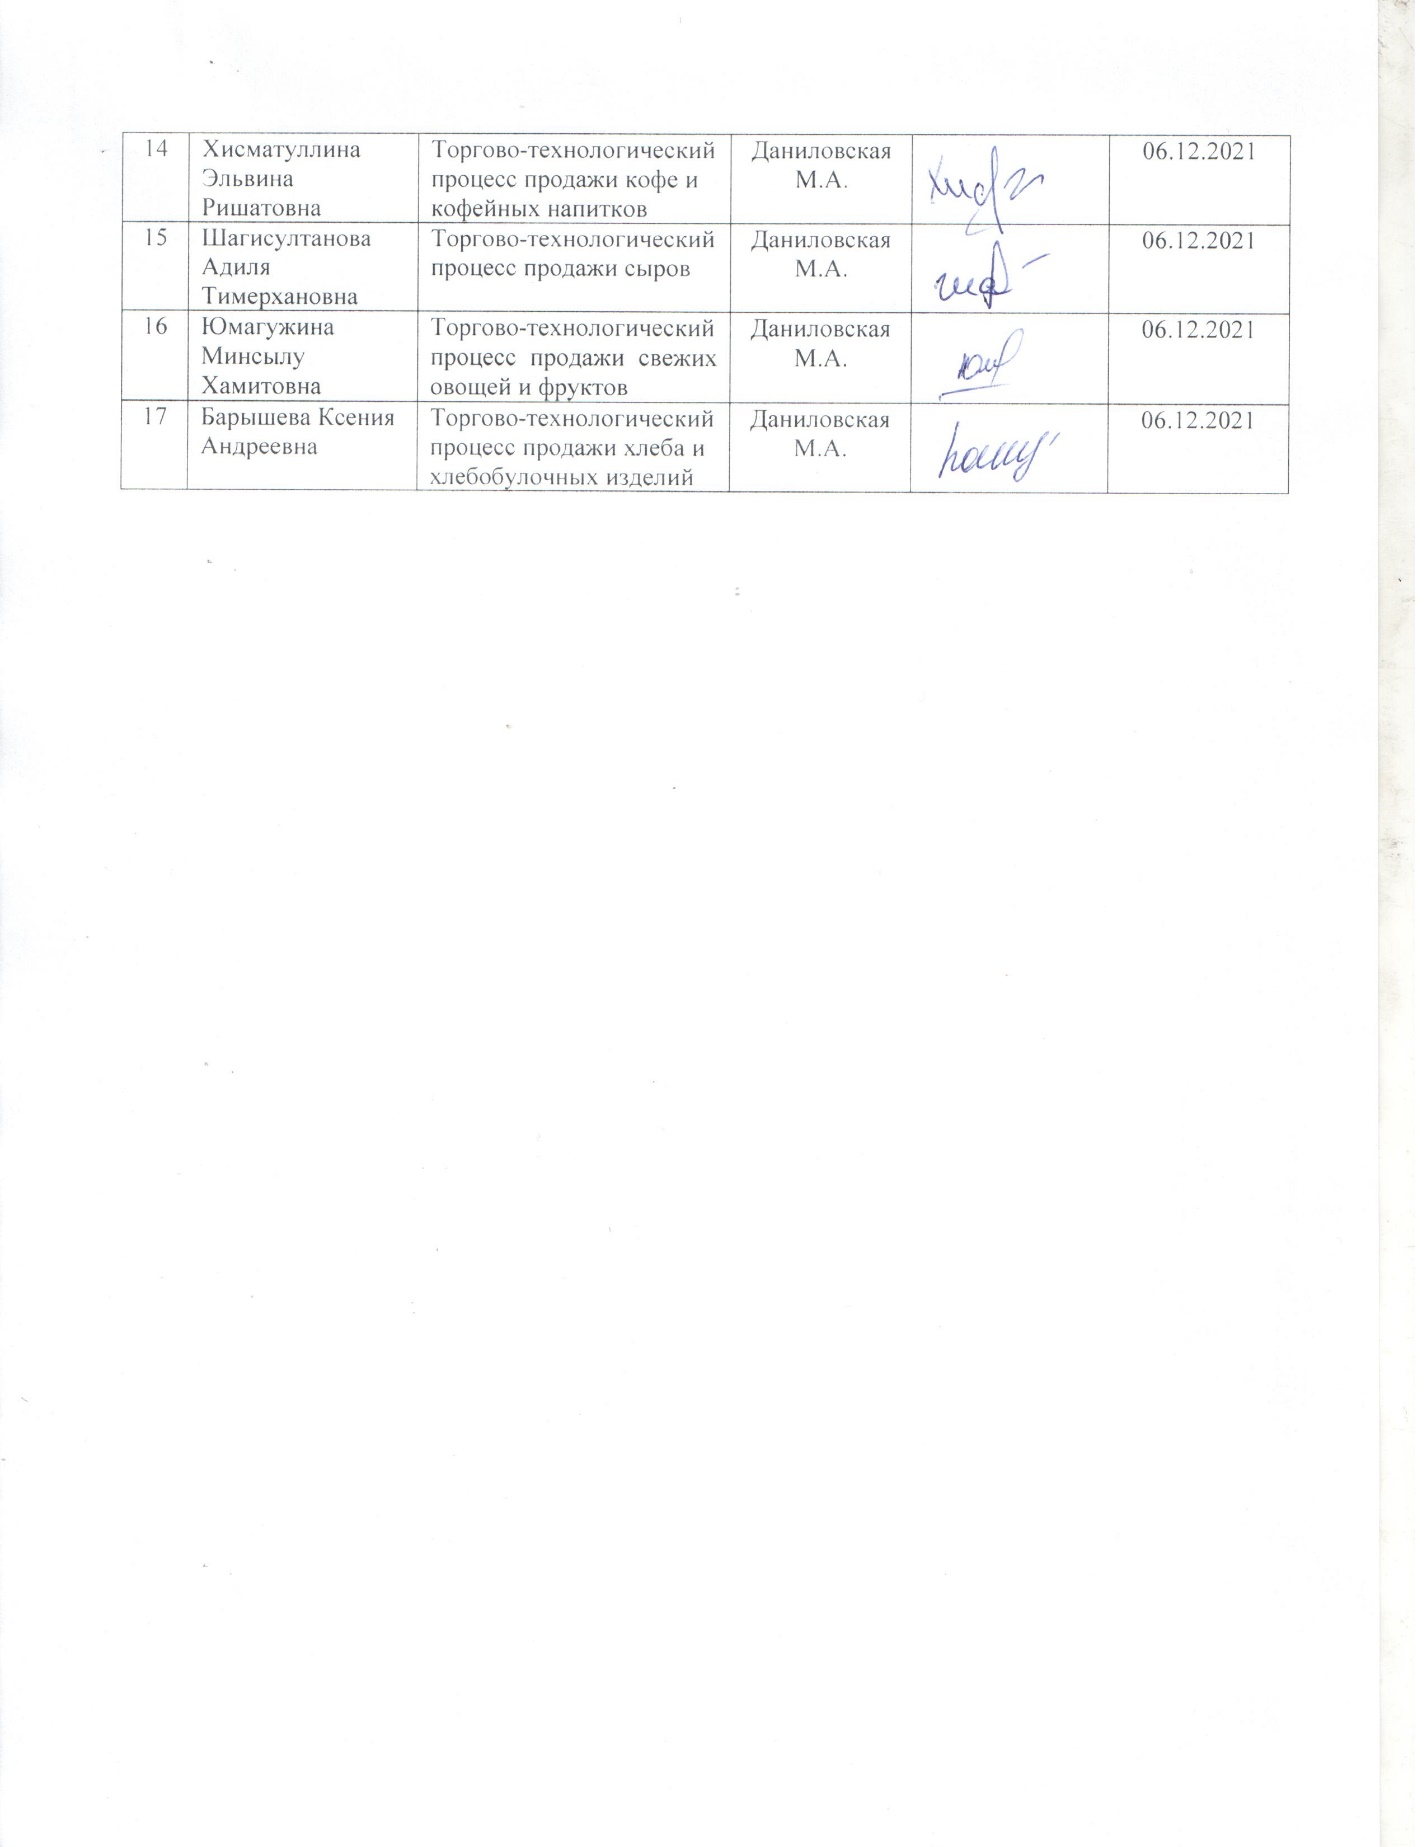 14 Хисматуллина Торгово-технологический Даниловская 06.12.2021
Эльвина процесс продажи кофе и М.А.
Ришатовна кофейных напитков
15 Шагисултанова Торгово-технологический Даниловская 06.12.2021
Адиля процесс продажи сыров М.А.
Тимерхановна
16 Юмагужина Торгово-технологический Даниловская 06.12.2021
Минсылу процесс продажи свежих М.А.
Хамитовна овощей и фруктов
17 Барышева Ксения Торгово-технологический Даниловская 06.12.2021
Андреевна процесс продажи хлеба и М.А.
хлебобулочных изделий